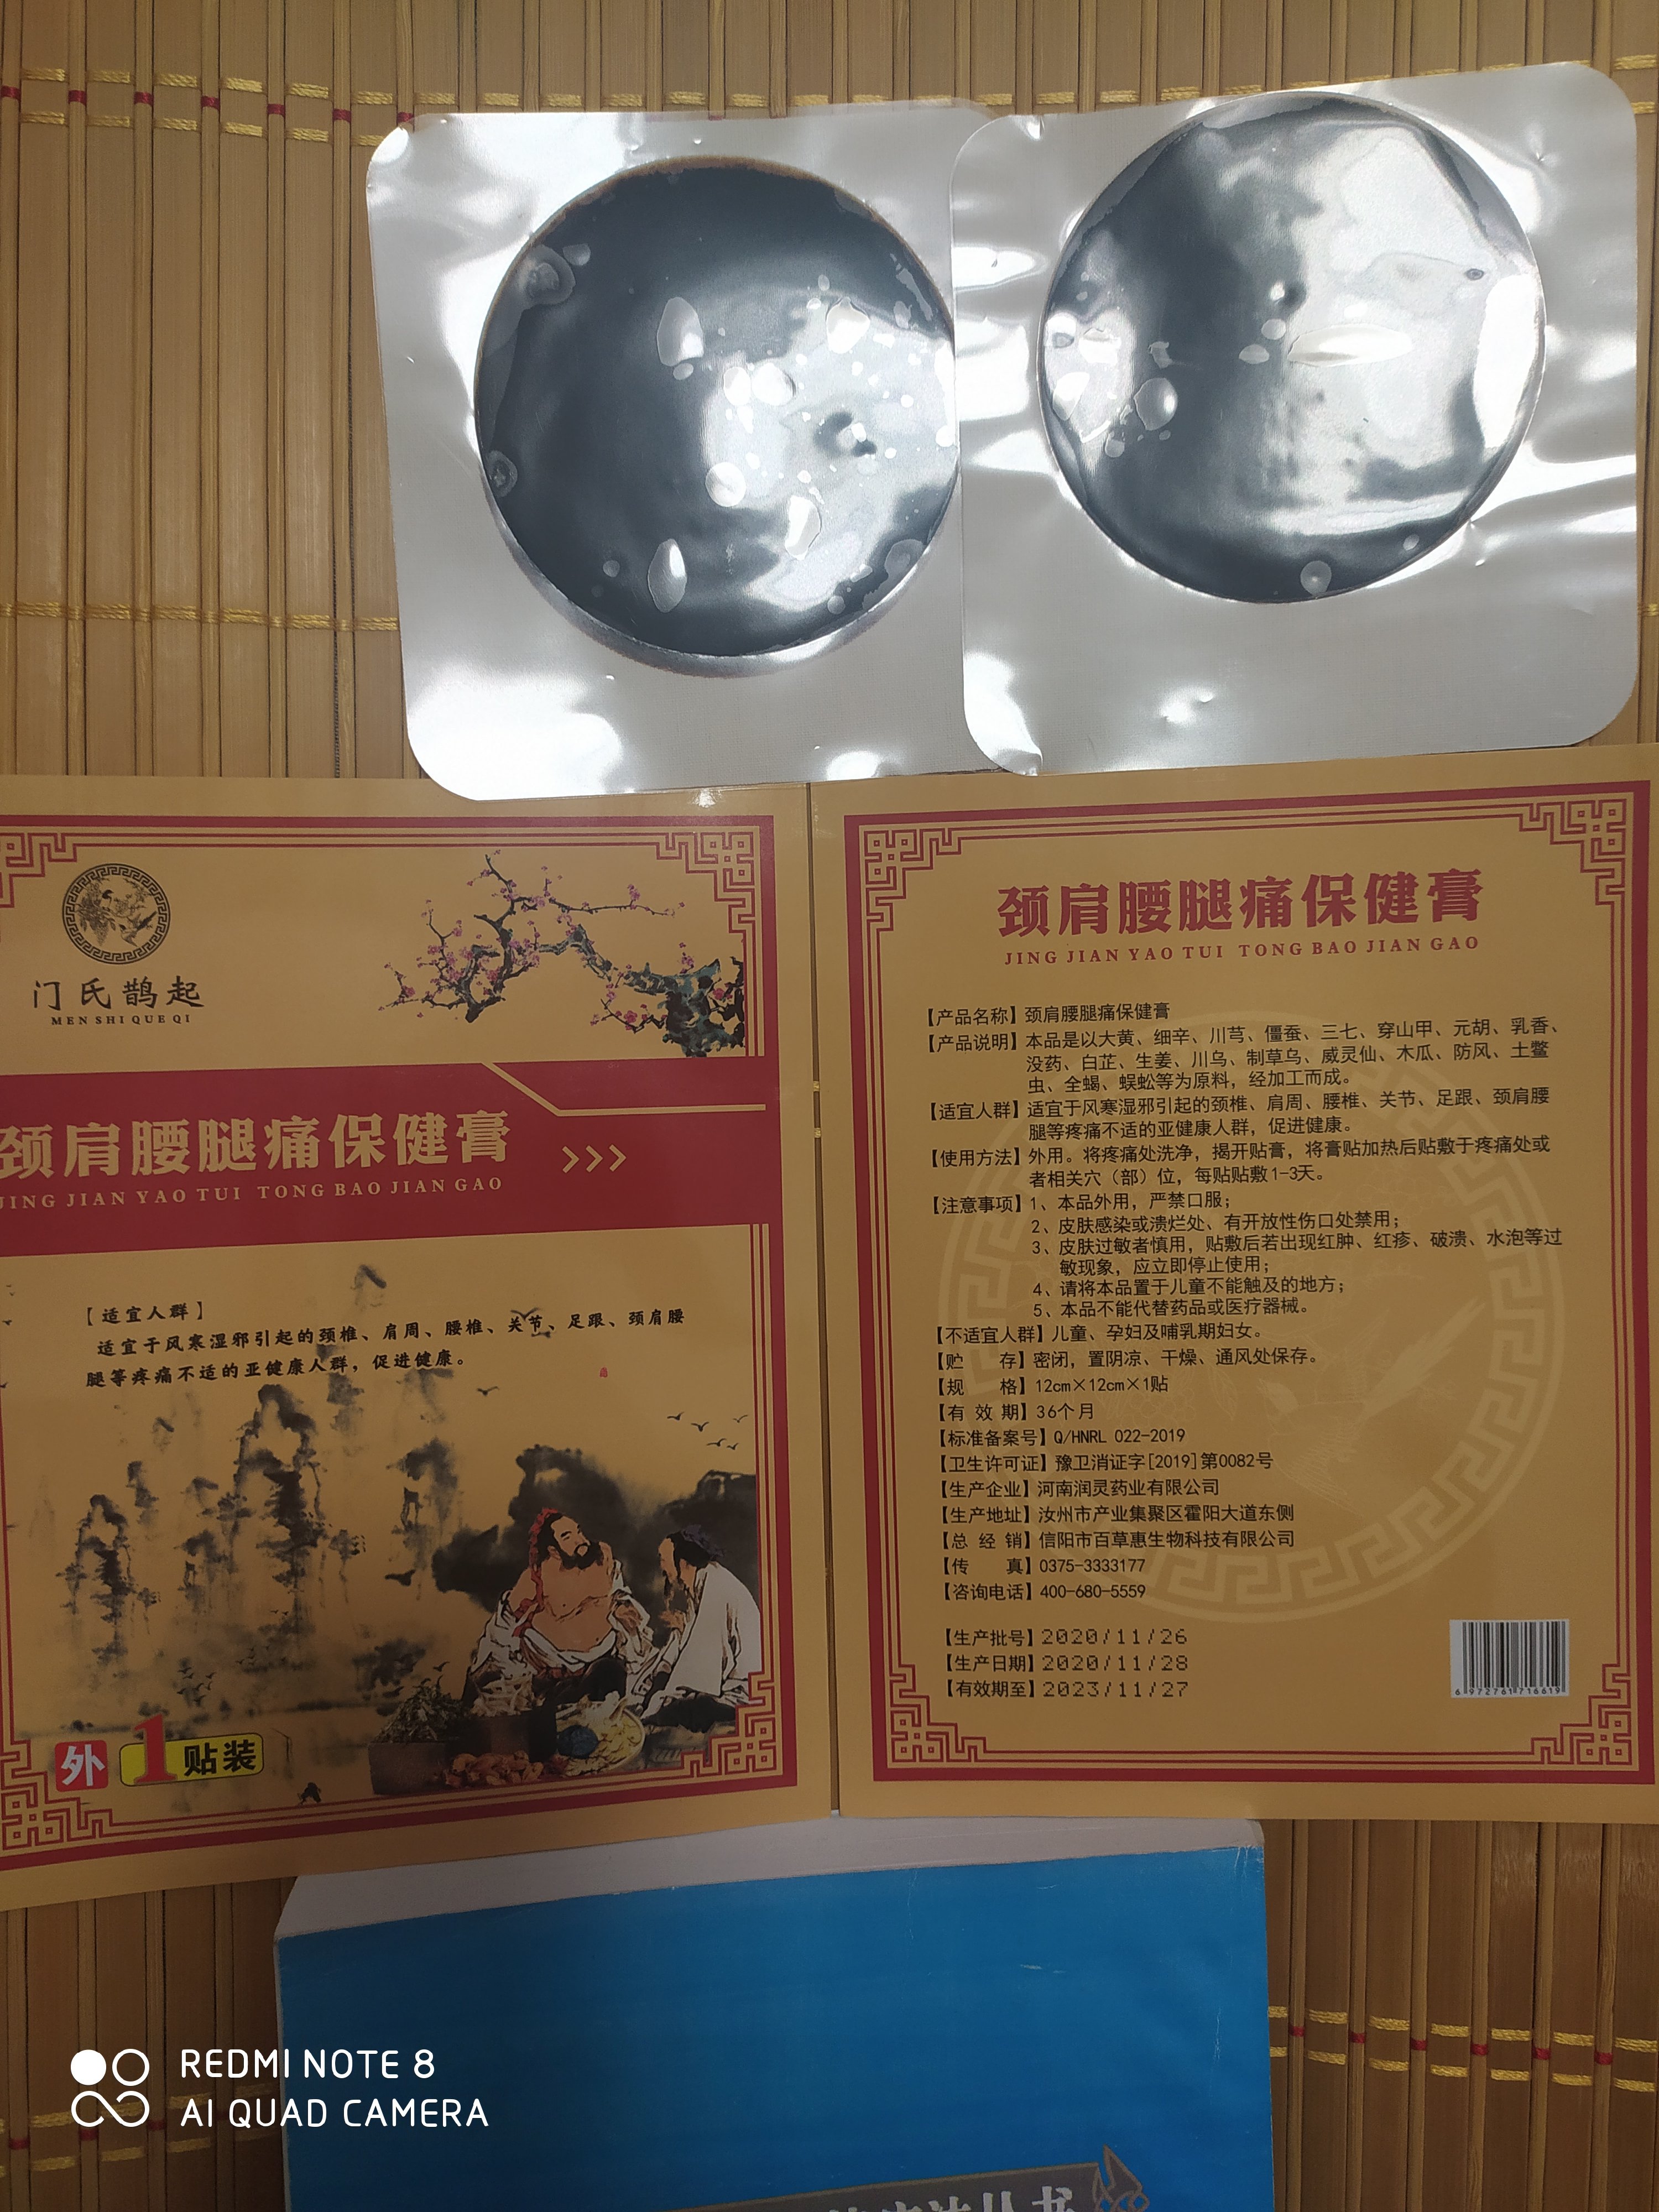 门氏鹊起
MEN SHI QUE QI
颈肩腰腿痛保健膏
JING JIAN YAO TUI TONG BAO JIAN GAO
【适宜人群】
适宜于风寒湿邪引起的颈椎、肩周、腰椎、关节、足跟、颈肩腰
腿等疼痛不适的亚健康人群，促进健康。
外 1贴装
颈肩腰腿痛保健膏
JING JIAN YAO TUI TONG BAO JIAN GAO
【产品名称】颈肩腰腿痛保健膏
【产品说明】本品是以大黄、细辛、川芎、僵蚕、三七、穿山甲、元胡、乳香、
没药、白芷、生姜、川乌、制草乌、威灵仙、木瓜、防风、土鳖
虫、全蝎、蜈蚣等为原料，经加工而成。
【适宜人群】适宜于风寒湿邪引起的颈椎、肩周、腰椎、关节、足跟、颈肩腰
腿等疼痛不适的亚健康人群，促进健康。
【使用方法】外用。将疼痛处洗净，揭开贴膏，将膏贴加热后贴敷于疼痛处或
者相关穴（部）位，每贴贴敷1-3天。
【注意事项】1、本品外用，严禁口服；
2、皮肤感染或溃烂处、有开放性伤口处禁用；
3、皮肤过敏者慎用，贴敷后若出现红肿、红疹、破溃、水泡等过
敏现象，应立即停止使用；
4、请将本品置于儿童不能触及的地方；
5、本品不能代替药品或医疗器械。
【不适宜人群】儿童、孕妇及哺乳期妇女。
【贮 存】密闭，置阴凉、干燥、通风处保存。
【规 格】12cm×12cm×1贴
【有 效 期】36个月
【标准备案号】Q/HNRL 022-2019
【卫生许可证】豫卫消证字[2019]第0082号
【生产企业】河南润灵药业有限公司
【生产地址】汝州市产业集聚区霍阳大道东侧
【总 经 销】信阳市百草惠生物科技有限公司
【传 真】0375-3333177
【咨询电话】400-680-5559
【生产批号】2020/11/26
【生产日期】2020/11/28
【有效期至】2023/11/27
6 972761 716619
REDMI NOTE 8
AI QUAD CAMERA